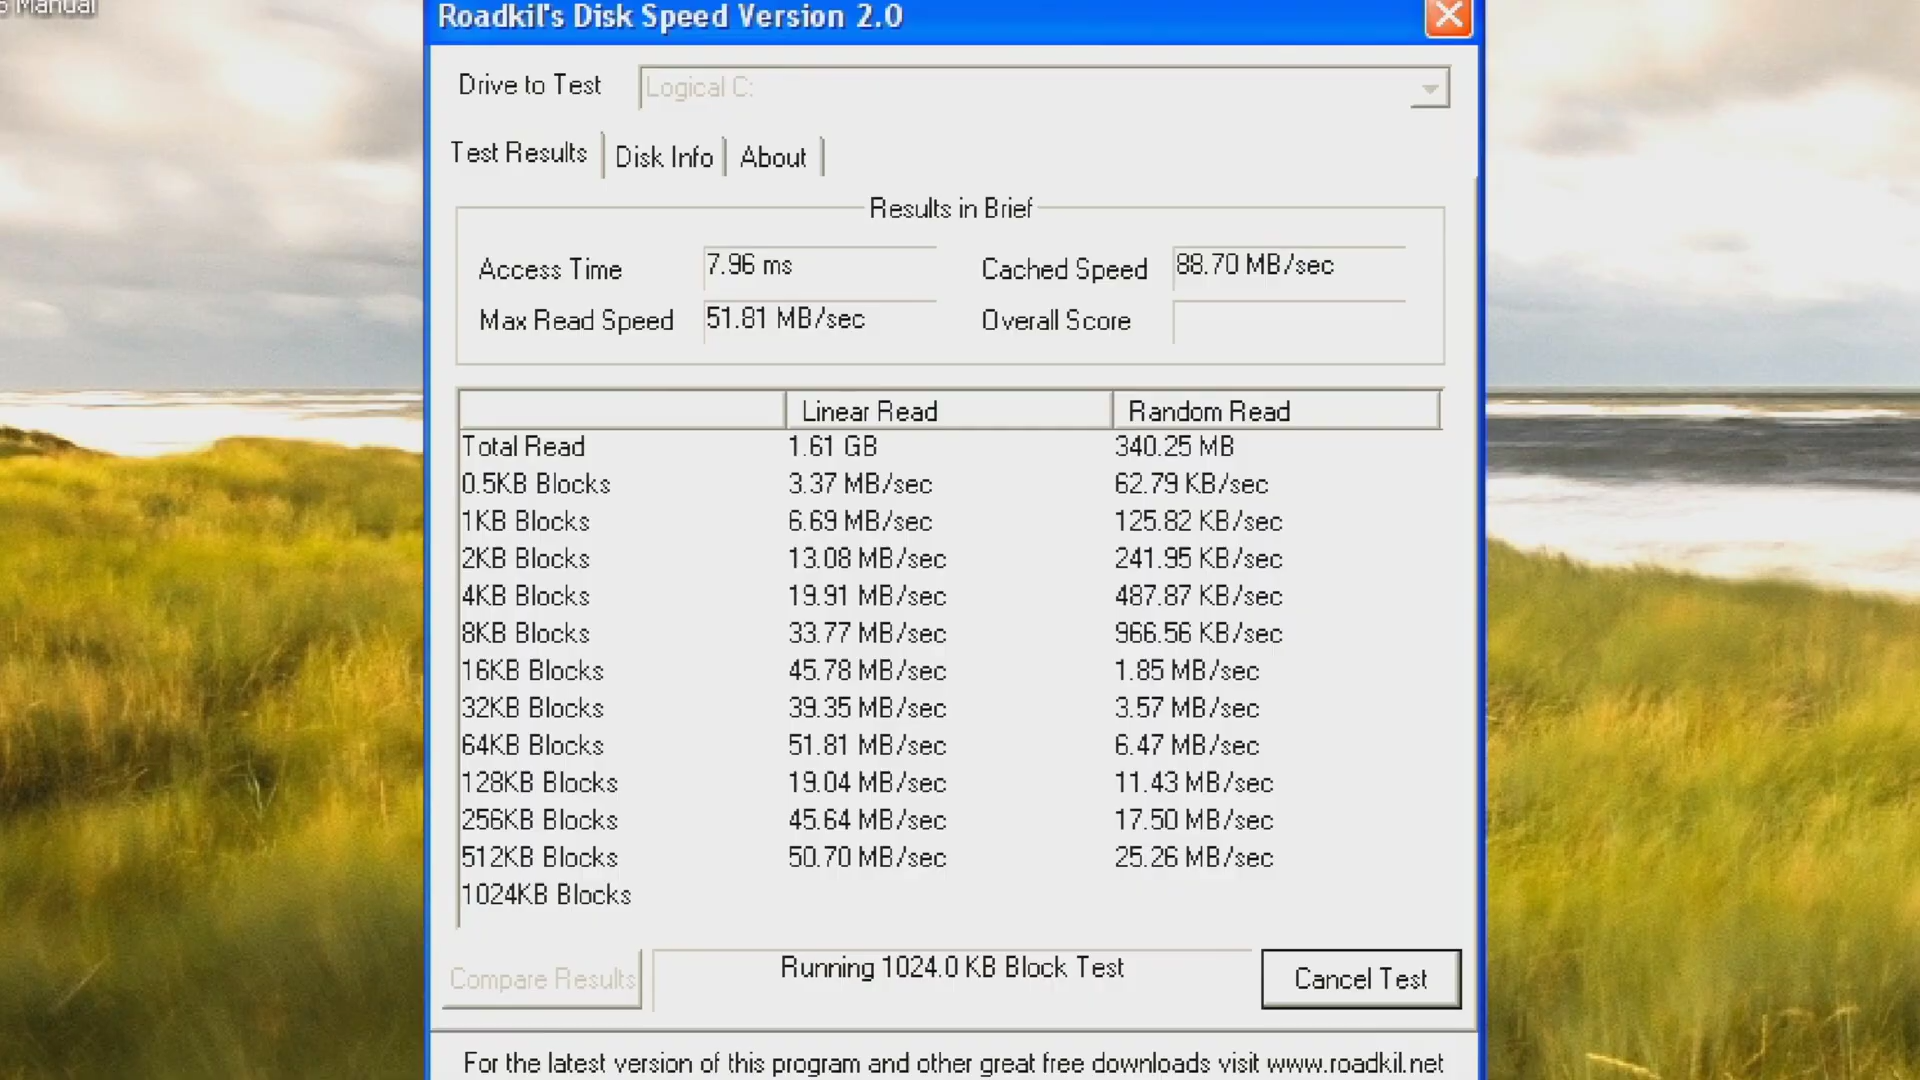 Manual
Roadkil's Disk Speed Version 2.0
Drive to Test Logical C:
Test Results Disk Info About
Results in Brief
Access Time 7.96 ms Cached Speed 88.70 MB/sec
Max Read Speed 51.81 MB/sec Overall Score
Linear Read Random Read
Total Read 1.61 GB 340.25 MB
0.5KB Blocks 3.37 MB/sec 62.79 KB/sec
1KB Blocks 6.69 MB/sec 125.82 KB/sec
2KB Blocks 13.08 MB/sec 241.95 KB/sec
4KB Blocks 19.91 MB/sec 487.87 KB/sec
8KB Blocks 33.77 MB/sec 966.56 KB/sec
16KB Blocks 45.78 MB/sec 1.85 MB/sec
32KB Blocks 39.35 MB/sec 3.57 MB/sec
64KB Blocks 51.81 MB/sec 6.47 MB/sec
128KB Blocks 19.04 MB/sec 11.43 MB/sec
256KB Blocks 45.64 MB/sec 17.50 MB/sec
512KB Blocks 50.70 MB/sec 25.26 MB/sec
1024KB Blocks
Compare Results Running 1024.0 KB Block Test Cancel Test
For the latest version of this program and other great free downloads visit www.roadkil.net